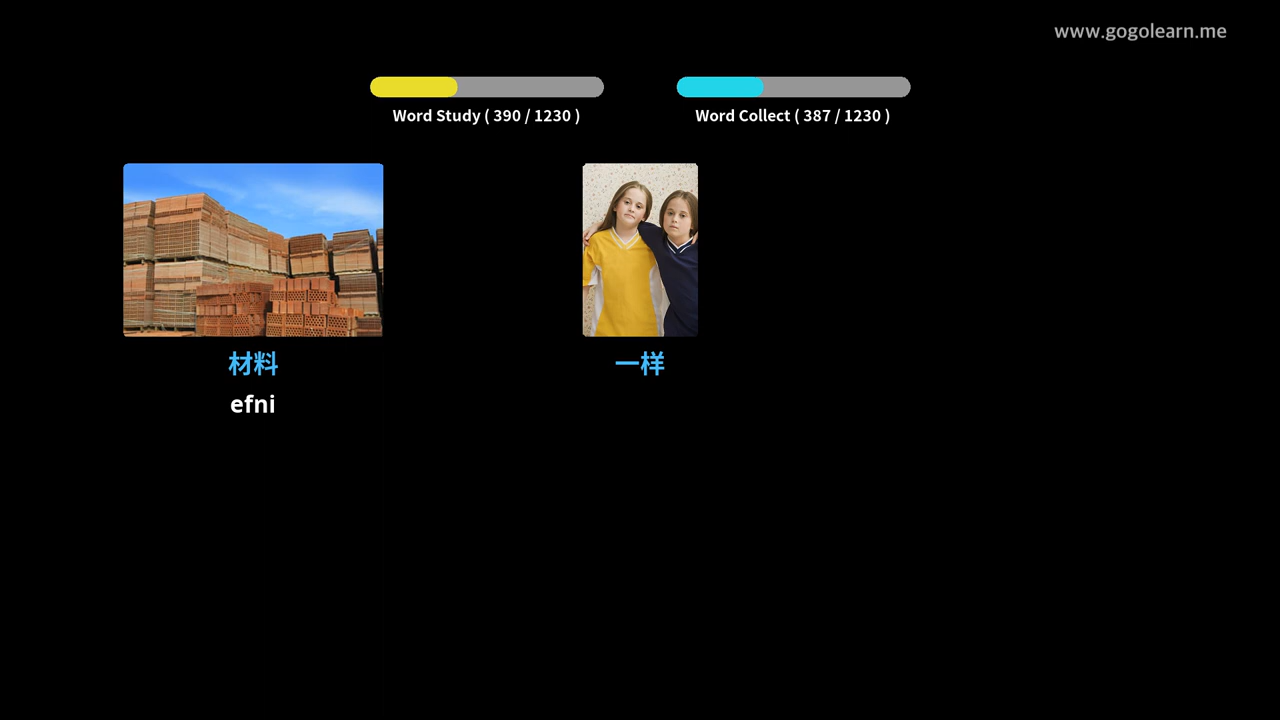 www.gogolearn.me
Word Study ( 390 / 1230 )
Word Collect ( 387 / 1230 )
材料
一样
efni